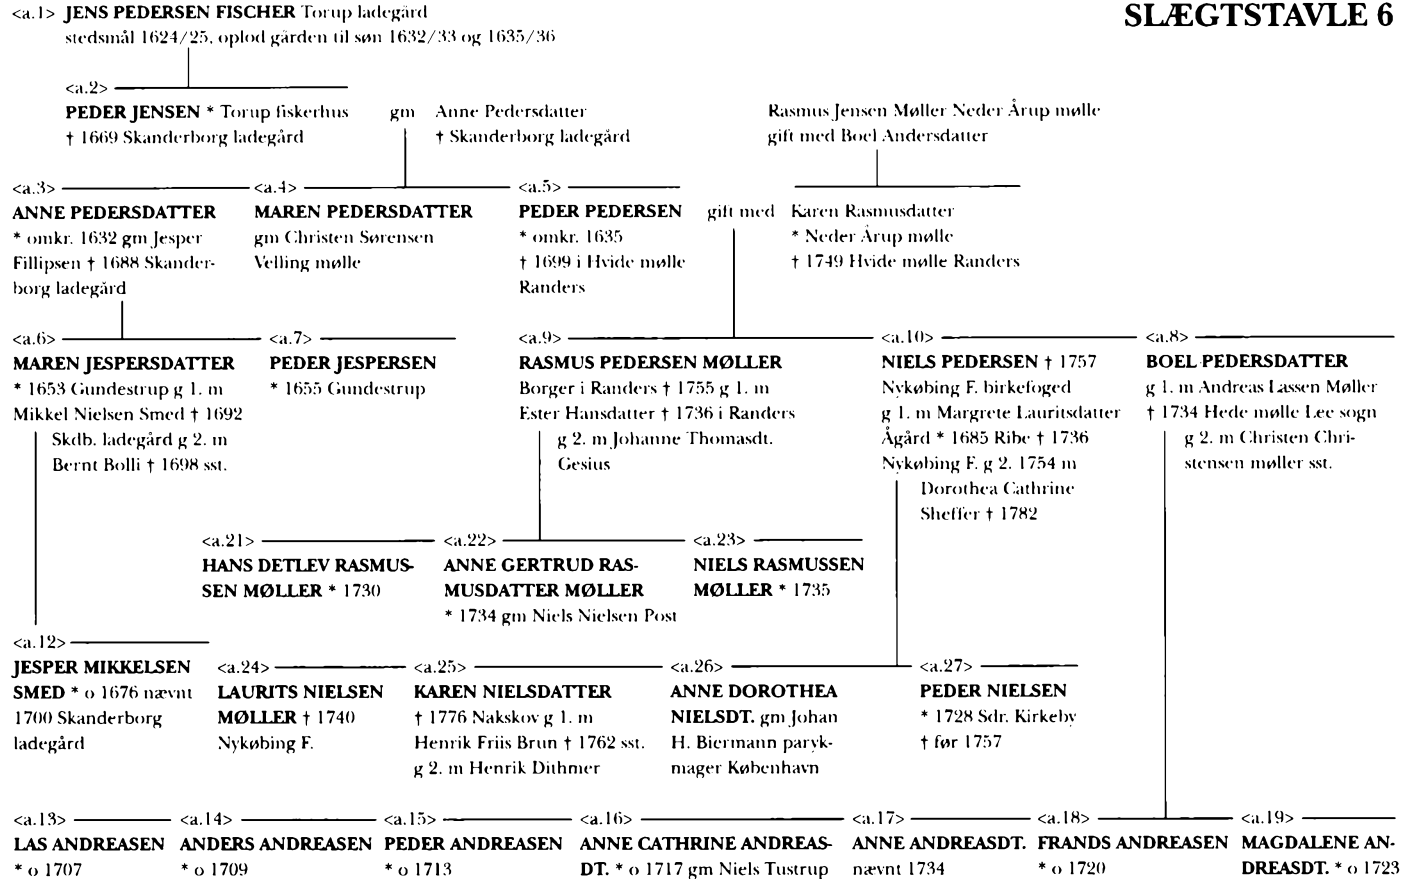 SLÆGTSTAVLE 6
<a.1> JENS PEDERSEN FISCHER Torup ladegård
stedsmål 1624/25, oplod gården til søn 1632/33 og 1635/36
<a.2>
PEDER JENSEN * Torup fiskerhus
† 1669 Skanderborg ladegård
gm Anne Pedersdatter
† Skanderborg ladegård
Rasmus Jensen Møller Neder Årup mølle
gift med Boel Andersdatter
<a.3>
ANNE PEDERSDATTER
* omkr. 1632 gm Jesper
Fillipsen † 1688 Skander-
borg ladegård
<a.4>
MAREN PEDERSDATTER
gm Christen Sørensen
Velling mølle
<a.5>
PEDER PEDERSEN
* omkr. 1635
† 1699 i Hvide mølle
Randers
gift med Karen Rasmusdatter
* Neder Årup mølle
† 1749 Hvide mølle Randers
<a.6>
MAREN JESPERSDATTER
* 1653 Gundestrup g 1. m
Mikkel Nielsen Smed † 1692
Skdb. ladegård g 2. m
Bernt Bolli † 1698 sst.
<a.7>
PEDER JESPERSEN
* 1655 Gundestrup
<a.9>
RASMUS PEDERSEN MØLLER
Borger i Randers † 1755 g 1. m
Ester Hansdatter † 1736 i Randers
g 2. m Johanne Thomasdt.
Gesius
<a.10>
NIELS PEDERSEN † 1757
Nykøbing F. birkefoged
g 1. m Margrete Lauritsdatter
Ågård * 1685 Ribe † 1736
Nykøbing F. g 2. 1754 m
Dorothea Cathrine
Sheffer † 1782
<a.8>
BOEL PEDERSDATTER
g 1. m Andreas Lassen Møller
† 1734 Hede mølle Lee sogn
g 2. m Christen Chri-
stensen møller sst.
<a.21>
HANS DETLEV RASMUS-
SEN MØLLER * 1730
<a.22>
ANNE GERTRUD RAS-
MUSDATTER MØLLER
* 1734 gm Niels Nielsen Post
<a.23>
NIELS RASMUSSEN
MØLLER * 1735
<a.12>
JESPER MIKKELSEN
SMED * o 1676 nævnt
1700 Skanderborg
ladegård
<a.24>
LAURITS NIELSEN
MØLLER † 1740
Nykøbing F.
<a.25>
KAREN NIELSDATTER
† 1776 Nakskov g 1. m
Henrik Friis Brun † 1762 sst.
g 2. m Henrik Dithmer
<a.26>
ANNE DOROTHEA
NIELSDT. gm Johan
H. Biermann paryk-
mager København
<a.27>
PEDER NIELSEN
* 1728 Sdr. Kirkeby
† før 1757
<a.13>
LAS ANDREASEN
* o 1707
<a.14>
ANDERS ANDREASEN
* o 1709
<a.15>
PEDER ANDREASEN
* o 1713
<a.16>
ANNE CATHRINE ANDREAS-
DT. * o 1717 gm Niels Tustrup
<a.17>
ANNE ANDREASDT.
nævnt 1734
<a.18>
FRANDS ANDREASEN
* o 1720
<a.19>
MAGDALENE AN-
DREASDT. * o 1723